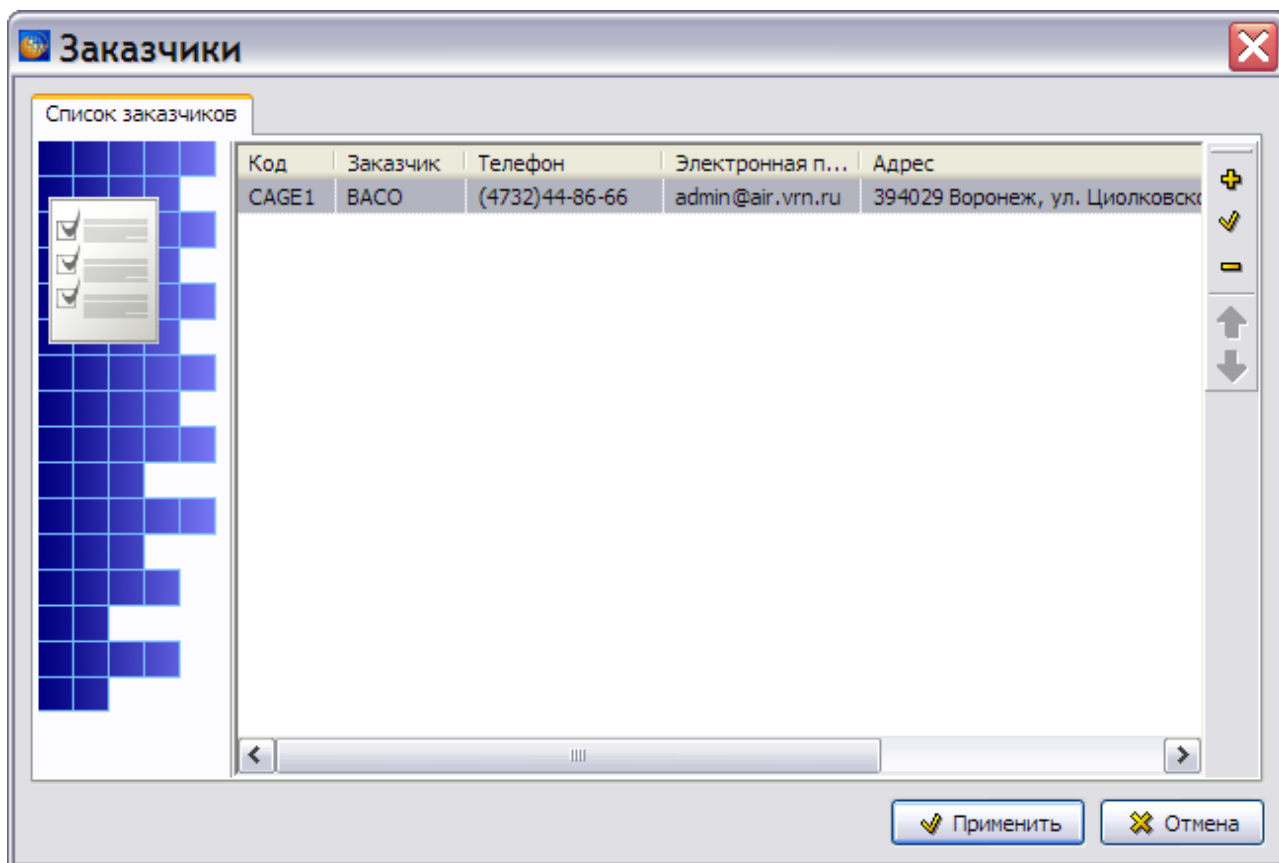 Заказчики
Список заказчиков
Код Заказчик Телефон Электронная п... Адрес
CAGE1 ВАСО (4732)44-86-66 admin@air.vrn.ru 394029 Воронеж, ул. Циолковско
Применить Отмена